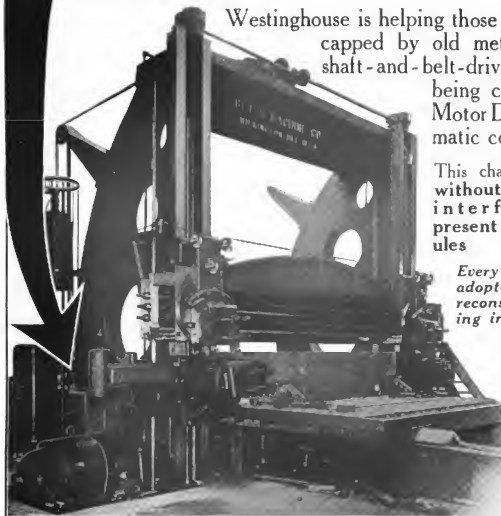 Westinghouse is helping those
capped by old met
shaft-and-belt-driv
being c
Motor D
matic co
This cha
without
interf
present
ules
Every
adopt
recons
ing in